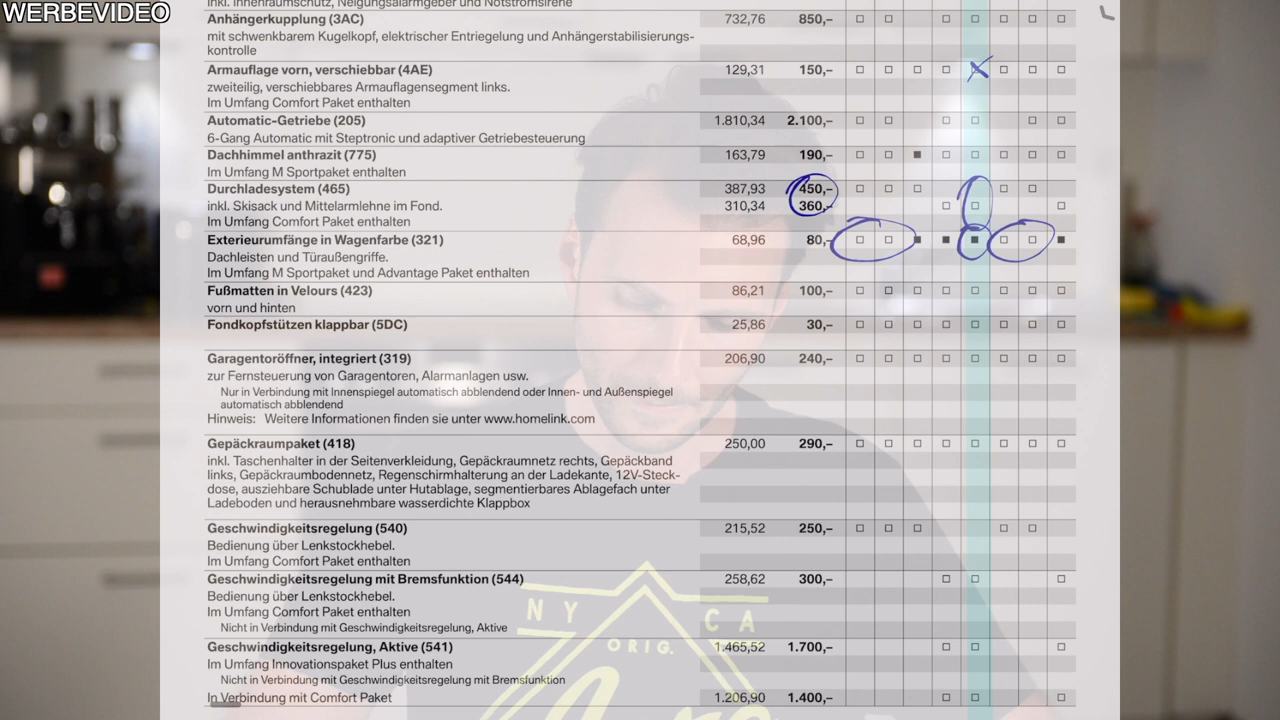 WERBEVIDEO
inkl. Innenraumschutz, Neigungsalarmgeber und Notstromsirene
Anhängerkupplung (3AC) 732,76 850,–
mit schwenkbarem Kugelkopf, elektrischer Entriegelung und Anhängerstabilisierungs-
kontrolle
Armauflage vorn, verschiebbar (4AE) 129,31 150,–
zweiteilig, verschiebbares Armauflagensegment links.
Im Umfang Comfort Paket enthalten
Automatic-Getriebe (205) 1.810,34 2.100,–
6-Gang Automatic mit Steptronic und adaptiver Getriebesteuerung
Dachhimmel anthrazit (775) 163,79 190,–
Im Umfang M Sportpaket enthalten
Durchladesystem (465) 387,93 450,–
inkl. Skisack und Mittelarmlehne im Fond. 310,34 360,–
Im Umfang Comfort Paket enthalten
Exterieurumfänge in Wagenfarbe (321) 68,96 80,–
Dachleisten und Türaußengriffe.
Im Umfang M Sportpaket und Advantage Paket enthalten
Fußmatten in Velours (423) 86,21 100,–
vorn und hinten
Fondkopfstützen klappbar (5DC) 25,86 30,–
Garagentoröffner, integriert (319) 206,90 240,–
zur Fernsteuerung von Garagentoren, Alarmanlagen usw.
Nur in Verbindung mit Innenspiegel automatisch abblendend oder Innen- und Außenspiegel
automatisch abblendend
Hinweis: Weitere Informationen finden sie unter www.homelink.com
Gepäckraumpaket (418) 250,00 290,–
inkl. Taschenhalter in der Seitenverkleidung, Gepäckraumnetz rechts, Gepäckband
links, Gepäckraumbodennetz, Regenschirmhalterung an der Ladekante, 12V-Steck-
dose, ausziehbare Schublade unter Hutablage, segmentierbares Ablagefach unter
Ladeboden und herausnehmbare wasserdichte Klappbox
Geschwindigkeitsregelung (540) 215,52 250,–
Bedienung über Lenkstockhebel.
Im Umfang Comfort Paket enthalten
Geschwindigkeitsregelung mit Bremsfunktion (544) 258,62 300,–
Bedienung über Lenkstockhebel.
Im Umfang Comfort Paket enthalten
Nicht in Verbindung mit Geschwindigkeitsregelung, Aktive
Geschwindigkeitsregelung, Aktive (541) 1.465,52 1.700,–
Im Umfang Innovationspaket Plus enthalten
Nicht in Verbindung mit Geschwindigkeitsregelung mit Bremsfunktion
In Verbindung mit Comfort Paket 1.206,90 1.400,–
NY CA
ORIG.